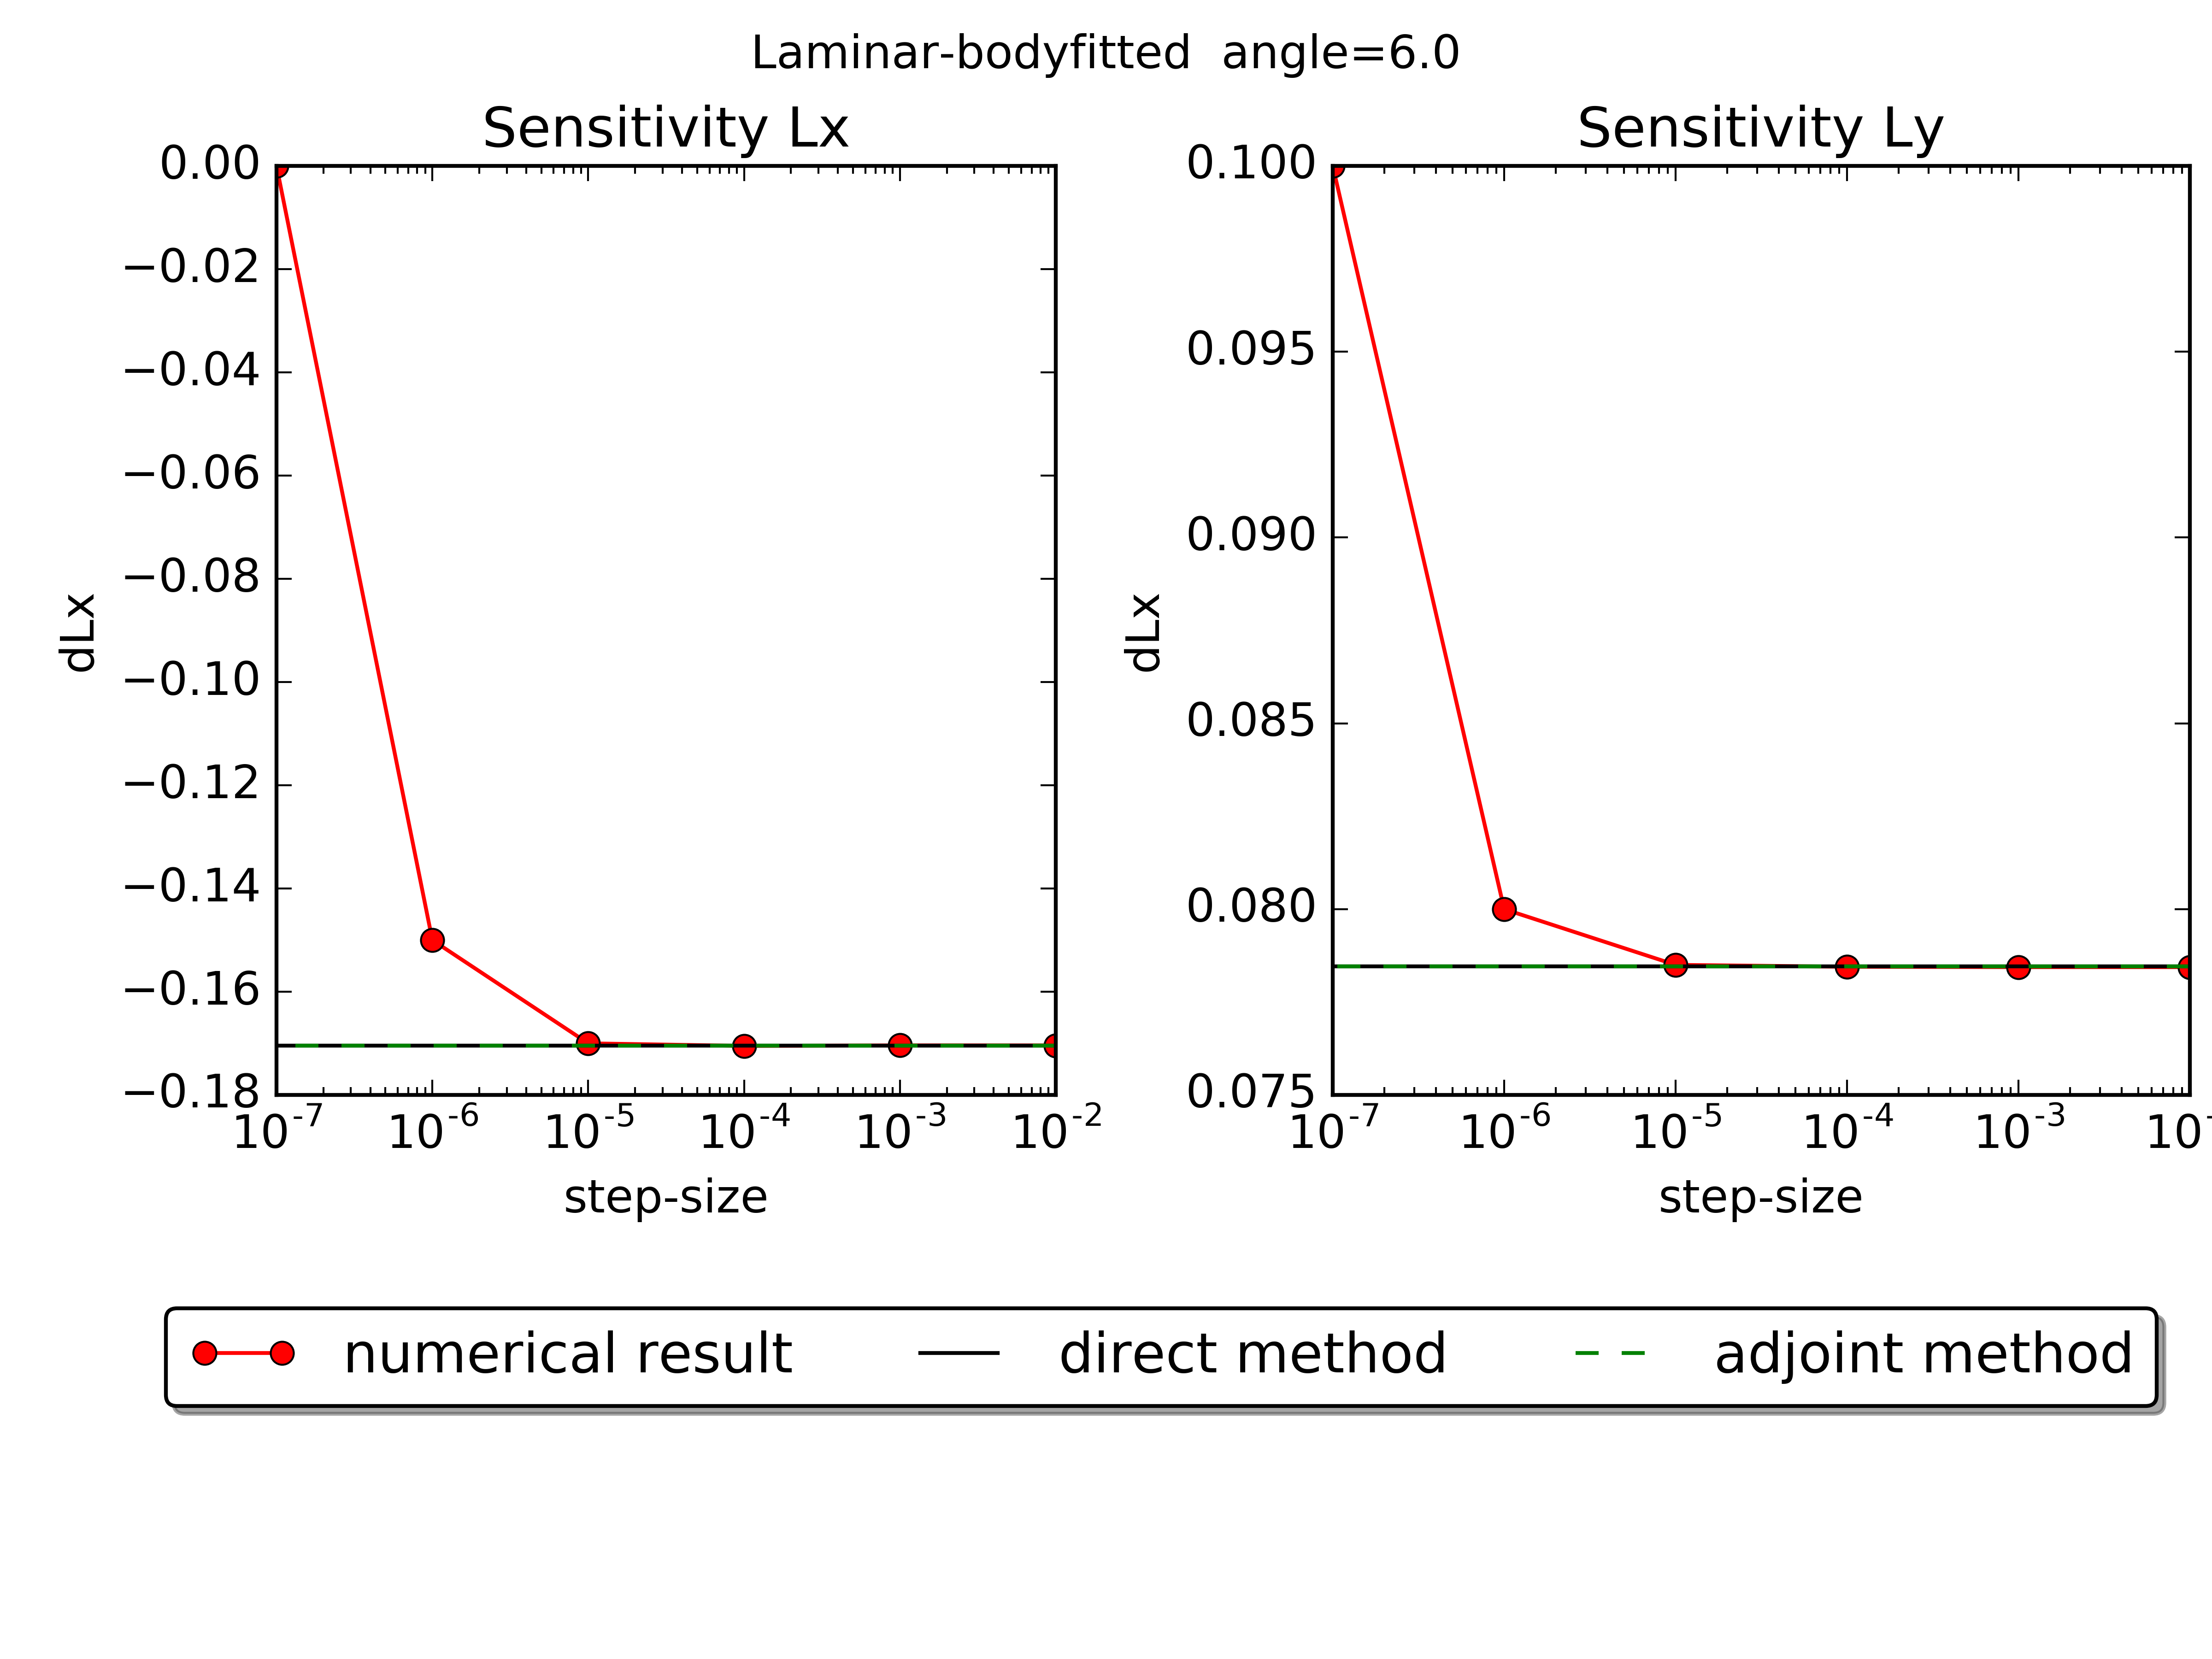 Laminar-bodyfitted  angle=6.0
Sensitivity Lx
0.00
−0.02
−0.04
−0.06
−0.08
−0.10
−0.12
−0.14
−0.16
−0.18
dLx
10^-7 10^-6 10^-5 10^-4 10^-3 10^-2
step-size
Sensitivity Ly
0.100
0.095
0.090
0.085
0.080
0.075
dLx
10^-7 10^-6 10^-5 10^-4 10^-3 10^-
step-size
numerical result direct method adjoint method